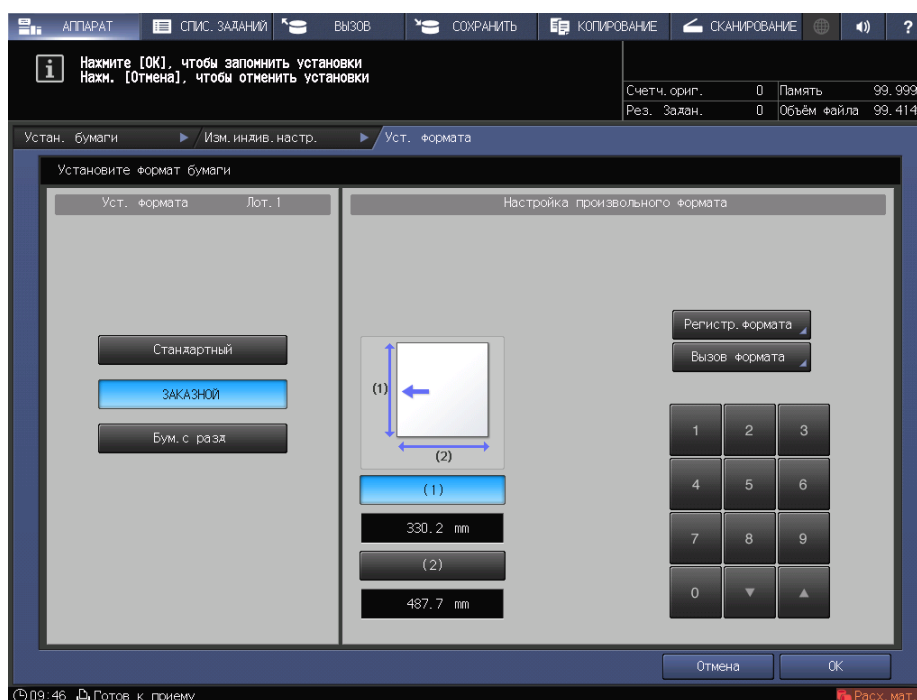 АППАРАТ СПИС. ЗАДАНИЙ ВЫЗОВ СОХРАНИТЬ КОПИРОВАНИЕ СКАНИРОВАНИЕ ?
Нажмите [OK], чтобы запомнить установки
Нажм. [Отмена], чтобы отменить установки
Счетч. ориг. 0 Память 99.999
Рез. Задан. 0 Объём файла 99.414
Устан. бумаги Изм.индив.настр. Уст. формата
Установите формат бумаги
Уст. формата Лот.1
Настройка произвольного формата
Стандартный
ЗАКАЗНОЙ
Бум.с разд
(1)
(2)
(1)
330.2 mm
(2)
487.7 mm
Регистр.формата
Вызов формата
1 2 3
4 5 6
7 8 9
0
Отмена OK
09:46 Готов к приему Расх.мат